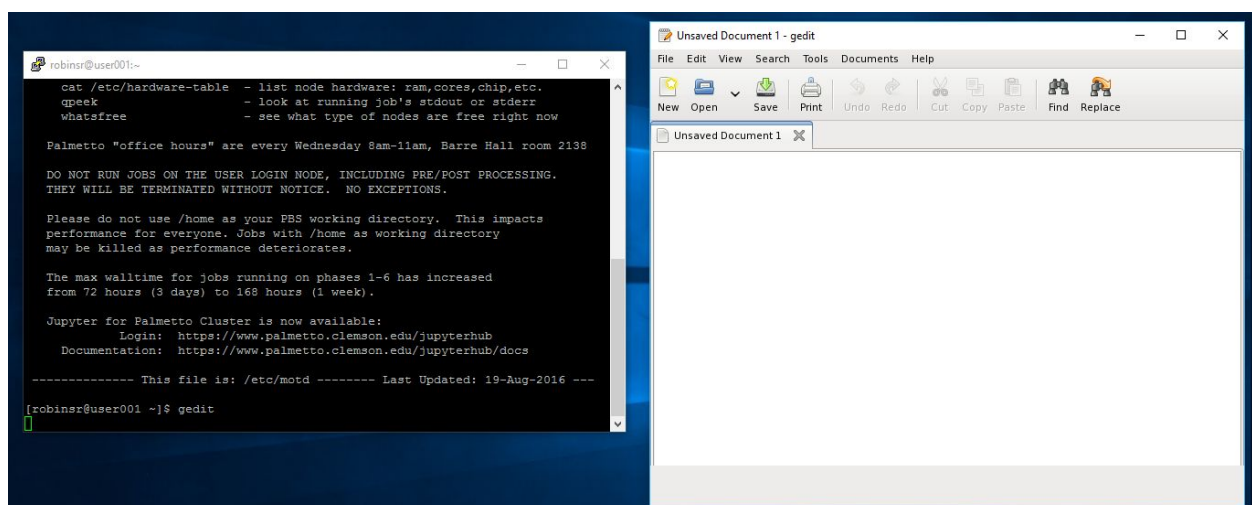 robinsr@user001:~
cat /etc/hardware-table - list node hardware: ram,cores,chip,etc.
qpeek - look at running job's stdout or stderr
whatsfree - see what type of nodes are free right now
Palmetto "office hours" are every Wednesday 8am-11am, Barre Hall room 2138
DO NOT RUN JOBS ON THE USER LOGIN NODE, INCLUDING PRE/POST PROCESSING.
THEY WILL BE TERMINATED WITHOUT NOTICE. NO EXCEPTIONS.
Please do not use /home as your PBS working directory. This impacts
performance for everyone. Jobs with /home as working directory
may be killed as performance deteriorates.
The max walltime for jobs running on phases 1-6 has increased
from 72 hours (3 days) to 168 hours (1 week).
Jupyter for Palmetto Cluster is now available:
Login: https://www.palmetto.clemson.edu/jupyterhub
Documentation: https://www.palmetto.clemson.edu/jupyterhub/docs
-------------- This file is: /etc/motd -------- Last Updated: 19-Aug-2016 ---
[robinsr@user001 ~]$ gedit
Unsaved Document 1 - gedit
File Edit View Search Tools Documents Help
New Open Save Print Undo Redo Cut Copy Paste Find Replace
Unsaved Document 1